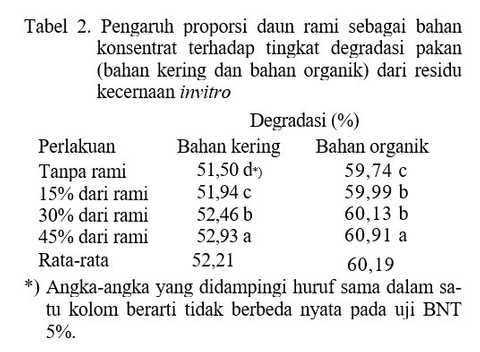 Tabel 2. Pengaruh proporsi daun rami sebagai bahan
konsentrat terhadap tingkat degradasi pakan
(bahan kering dan bahan organik) dari residu
kecernaan invitro
Degradasi (%)
Perlakuan Bahan kering Bahan organik
Tanpa rami 51,50 d*) 59,74 c
15% dari rami 51,94 c 59,99 b
30% dari rami 52,46 b 60,13 b
45% dari rami 52,93 a 60,91 a
Rata-rata 52,21 60,19
*) Angka-angka yang didampingi huruf sama dalam sa-
tu kolom berarti tidak berbeda nyata pada uji BNT
5%.